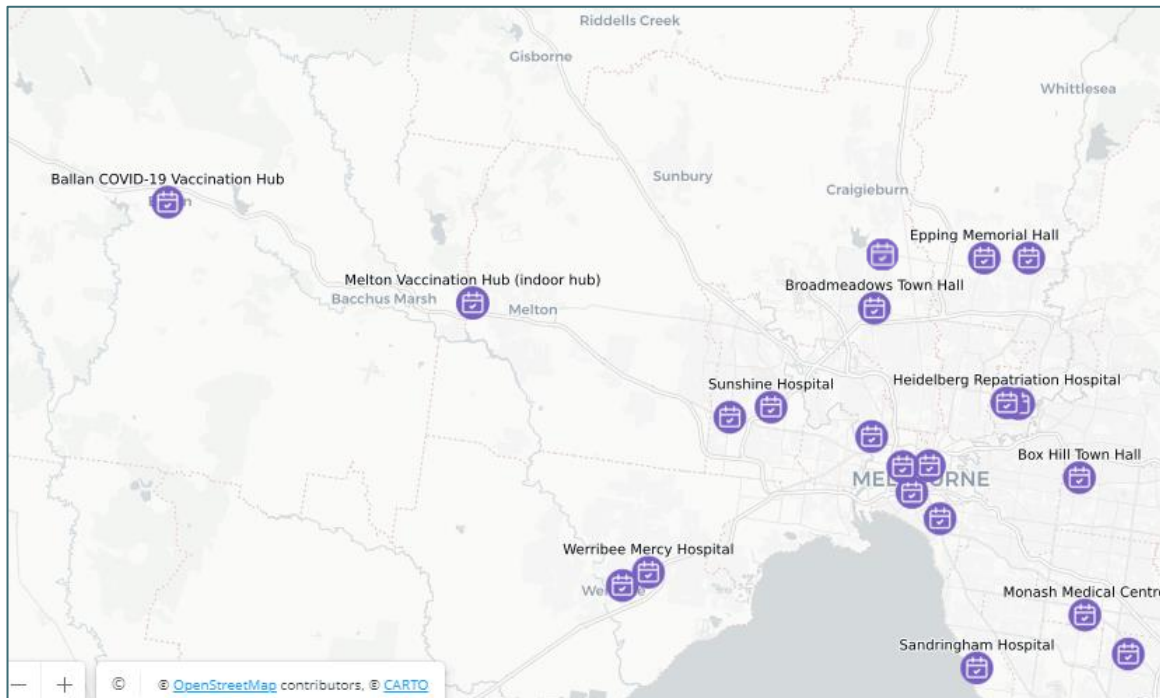 Riddells Creek
Gisborne
Whittlesea
Ballan COVID-19 Vaccination Hub
Sunbury
Craigieburn
Epping Memorial Hall
Melton Vaccination Hub (indoor hub)
Bacchus Marsh
Melton
Broadmeadows Town Hall
Sunshine Hospital
Heidelberg Repatriation Hospital
Box Hill Town Hall
Werribee Mercy Hospital
Monash Medical Centre
Sandringham Hospital
− + © © OpenStreetMap contributors, © CARTO